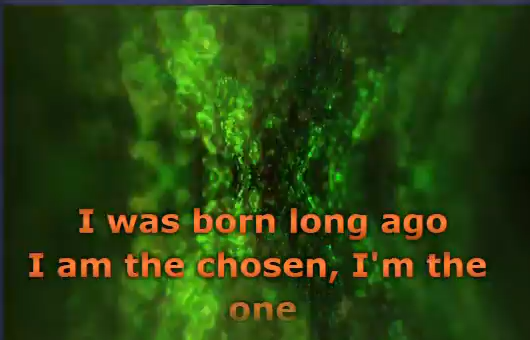 I was born long ago
I am the chosen, I'm the
one